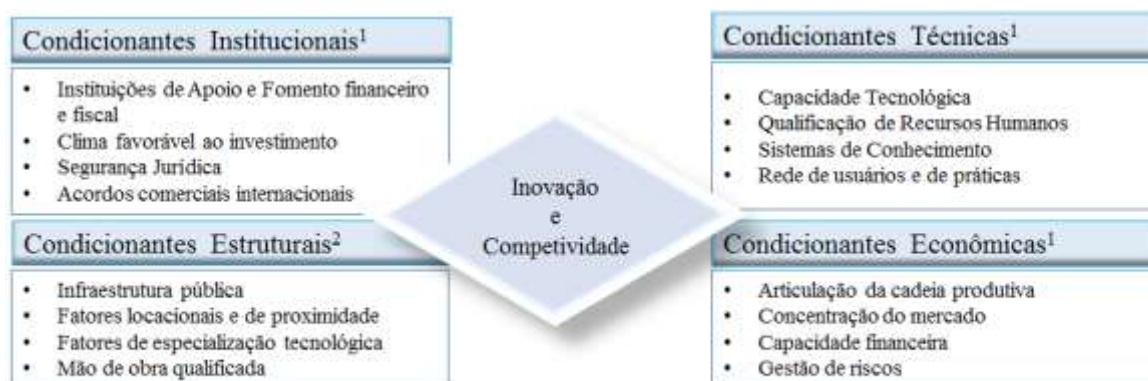 Condicionantes Institucionais¹
• Instituições de Apoio e Fomento financeiro
e fiscal
• Clima favorável ao investimento
• Segurança Jurídica
• Acordos comerciais internacionais
Condicionantes Técnicas¹
• Capacidade Tecnológica
• Qualificação de Recursos Humanos
• Sistemas de Conhecimento
• Rede de usuários e de práticas
Inovação
e
Competividade
Condicionantes Estruturais²
• Infraestrutura pública
• Fatores locacionais e de proximidade
• Fatores de especialização tecnológica
• Mão de obra qualificada
Condicionantes Econômicas¹
• Articulação da cadeia produtiva
• Concentração do mercado
• Capacidade financeira
• Gestão de riscos